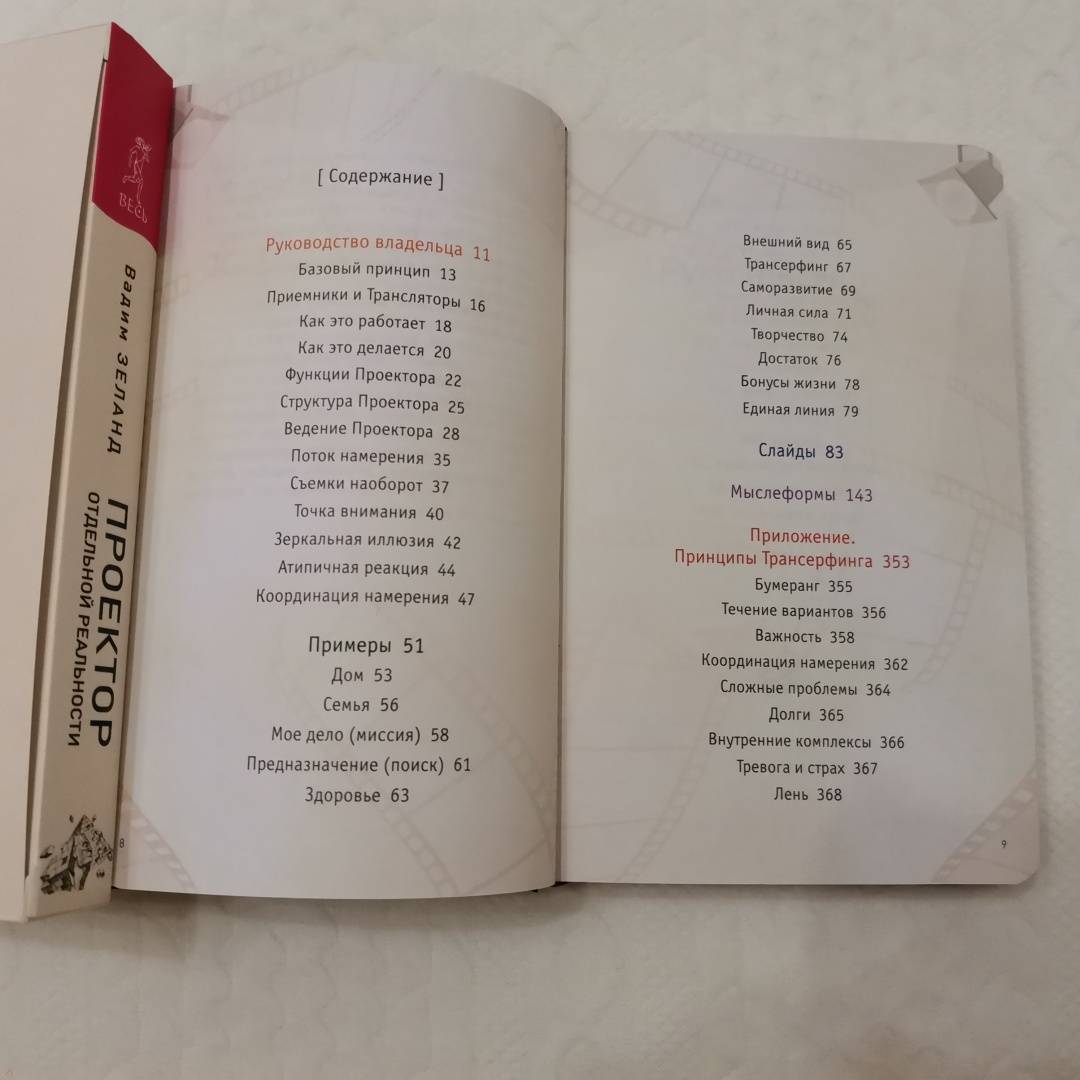 ВЕСЬ
Вадим ЗЕЛАНД
ПРОЕКТОР
ОТДЕЛЬНОЙ РЕАЛЬНОСТИ
[ Содержание ]
Руководство владельца 11
Базовый принцип 13
Приемники и Трансляторы 16
Как это работает 18
Как это делается 20
Функции Проектора 22
Структура Проектора 25
Ведение Проектора 28
Поток намерения 35
Съемки наоборот 37
Точка внимания 40
Зеркальная иллюзия 42
Атипичная реакция 44
Координация намерения 47
Примеры 51
Дом 53
Семья 56
Мое дело (миссия) 58
Предназначение (поиск) 61
Здоровье 63
8
Внешний вид 65
Трансерфинг 67
Саморазвитие 69
Личная сила 71
Творчество 74
Достаток 76
Бонусы жизни 78
Единая линия 79
Слайды 83
Мыслеформы 143
Приложение.
Принципы Трансерфинга 353
Бумеранг 355
Течение вариантов 356
Важность 358
Координация намерения 362
Сложные проблемы 364
Долги 365
Внутренние комплексы 366
Тревога и страх 367
Лень 368
9